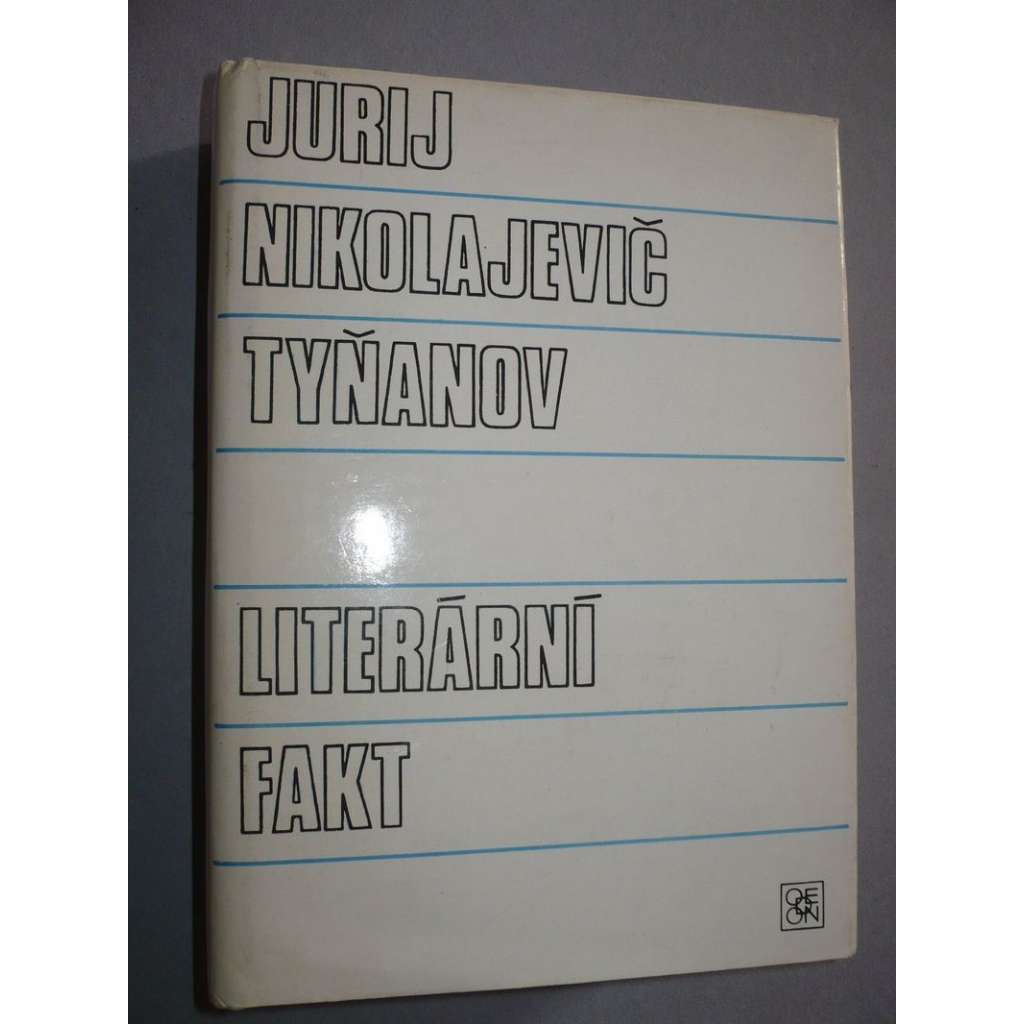 JURIJ
NIKOLAJEVIČ
TYŇANOV
LITERÁRNÍ
FAKT
ODEON